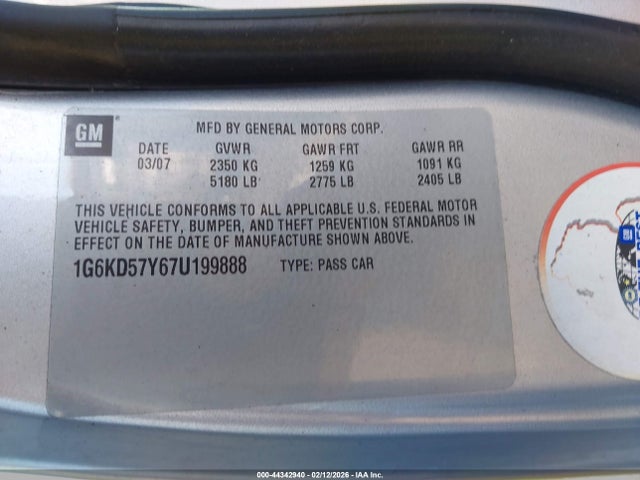 GM
MFD BY GENERAL MOTORS CORP.
DATE GVWR GAWR FRT GAWR RR
03/07 2350 KG 1259 KG 1091 KG
5180 LB 2775 LB 2405 LB
THIS VEHICLE CONFORMS TO ALL APPLICABLE U.S. FEDERAL MOTOR
VEHICLE SAFETY, BUMPER, AND THEFT PREVENTION STANDARDS IN
EFFECT ON THE DATE OF MANUFACTURE SHOWN ABOVE.
1G6KD57Y67U199888 TYPE: PASS CAR
000-44342940 - 02/12/2026 - IAA Inc.